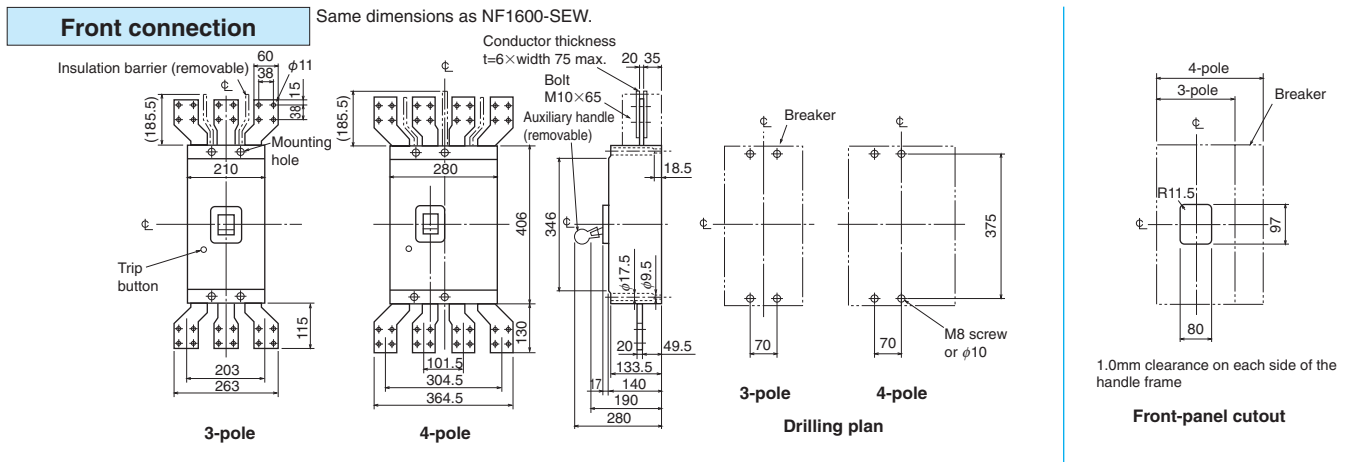 Front connection
Same dimensions as NF1600-SEW.
Insulation barrier (removable)
℄
60
38
φ11
15
38
(185.5)
Mounting
hole
210
℄
Trip
button
115
203
263
3-pole
℄
(185.5)
280
406
130
101.5
304.5
364.5
4-pole
Conductor thickness
t=6×width 75 max.
Bolt
M10×65
Auxiliary handle
(removable)
20
35
18.5
346
℄
φ17.5
φ9.5
20
49.5
133.5
17
140
190
280
℄
Breaker
℄
℄
375
70
70
M8 screw
or φ10
3-pole
4-pole
Drilling plan
4-pole
3-pole
Breaker
℄
R11.5
℄
97
80
1.0mm clearance on each side of the
handle frame
Front-panel cutout